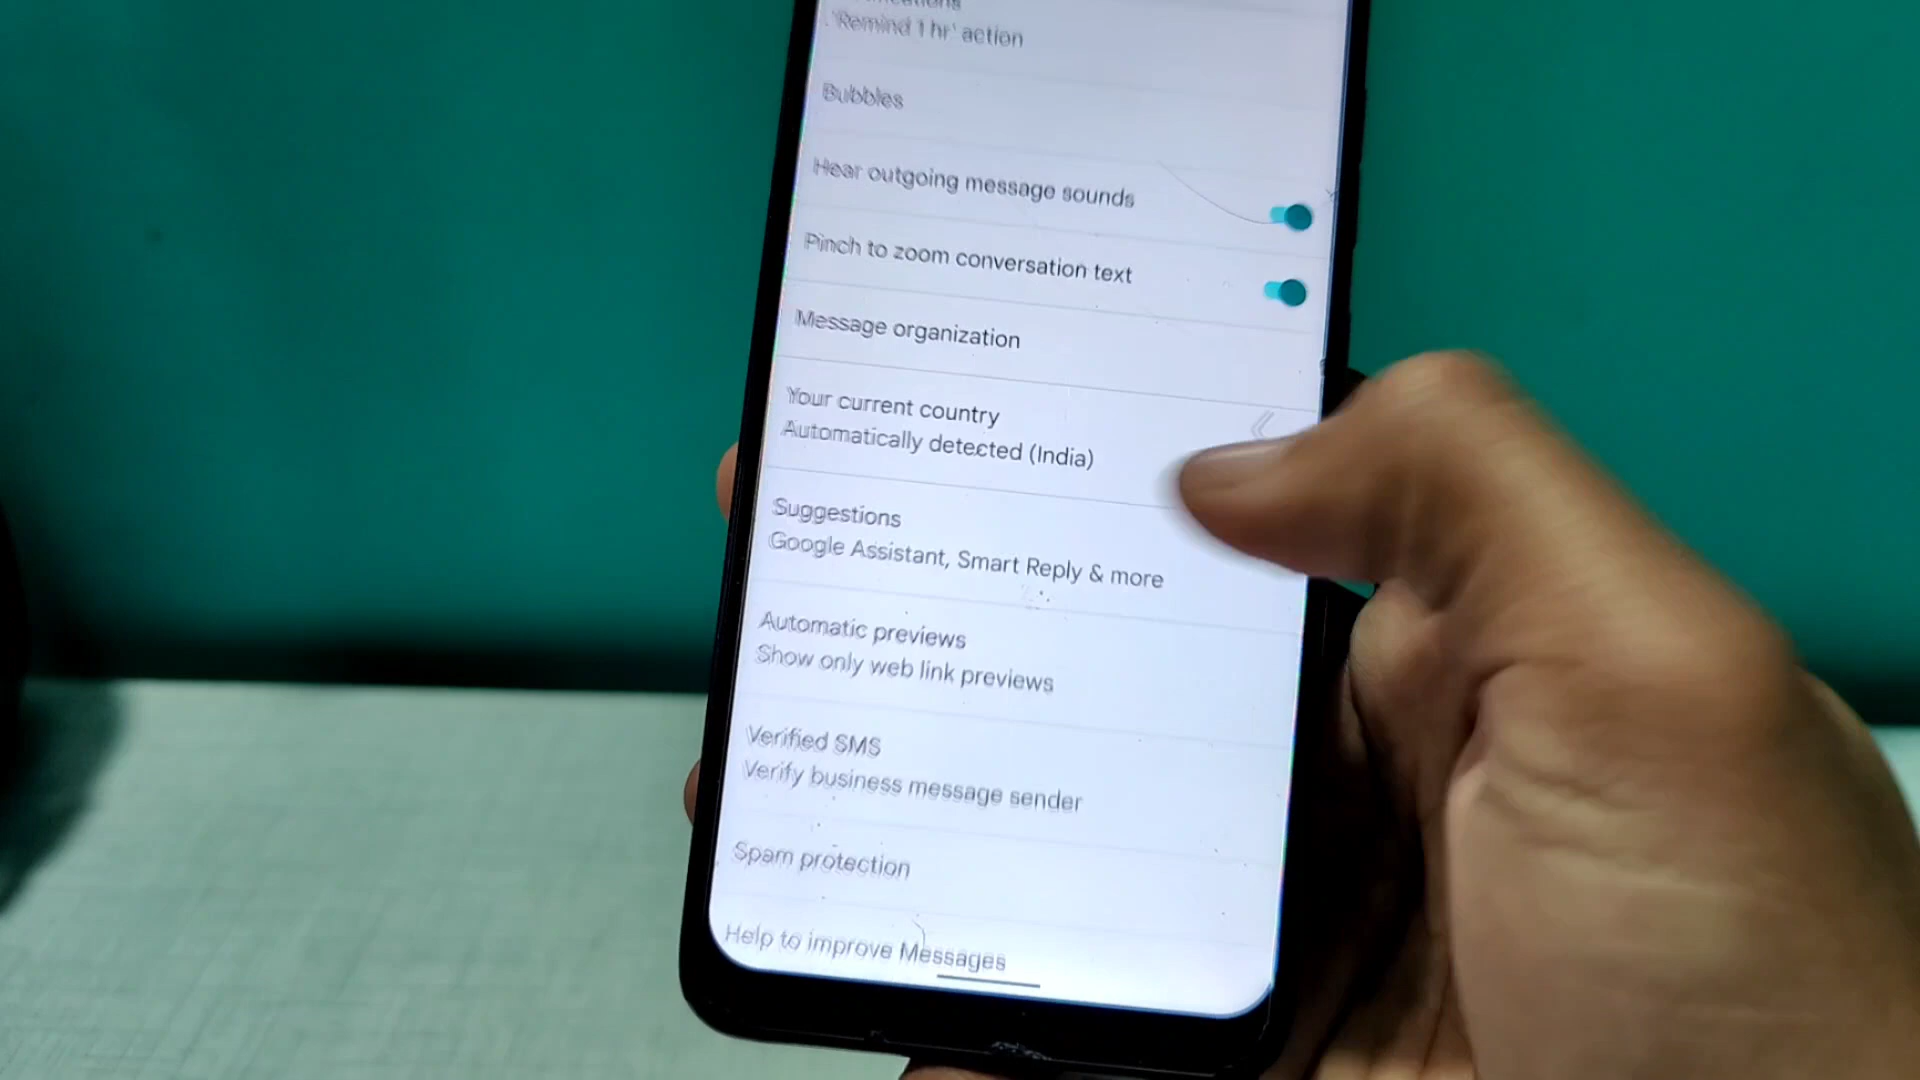 'Remind 1 hr' action
Bubbles
Hear outgoing message sounds
Pinch to zoom conversation text
Message organization
Your current country
Automatically detected (India)
Suggestions
Google Assistant, Smart Reply & more
Automatic previews
Show only web link previews
Verified SMS
Verify business message sender
Spam protection
Help to improve Messages